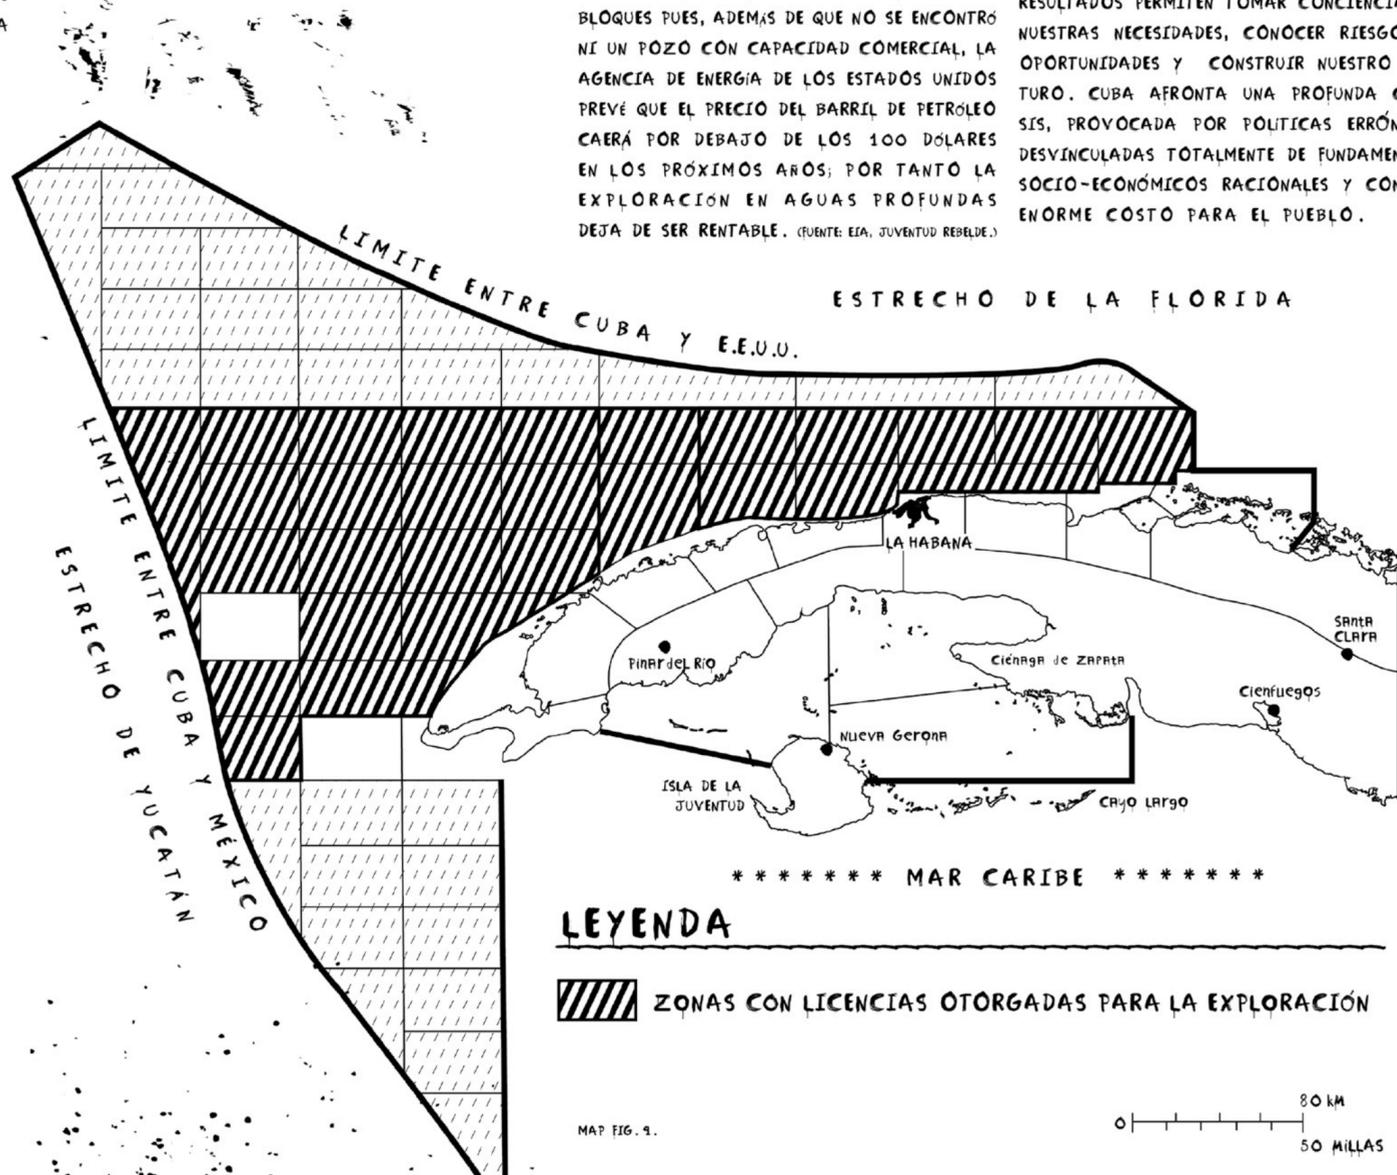 BLOQUES PUES, ADEMÁS DE QUE NO SE ENCONTRÓ
NI UN POZO CON CAPACIDAD COMERCIAL, LA
AGENCIA DE ENERGÍA DE LOS ESTADOS UNIDOS
PREVÉ QUE EL PRECIO DEL BARRIL DE PETRÓLEO
CAERÁ POR DEBAJO DE LOS 100 DÓLARES
EN LOS PRÓXIMOS AÑOS; POR TANTO LA
EXPLORACIÓN EN AGUAS PROFUNDAS
DEJA DE SER RENTABLE. (FUENTE: EIA, JUVENTUD REBELDE.)
RESULTADOS PERMITEN TOMAR
NUESTRAS NECESIDADES, CONOCER
OPORTUNIDADES Y CONSTRUIR NUESTRO
TURO. CUBA AFRONTA UNA PROFUNDA
SIS, PROVOCADA POR POLÍTICAS
DESVINCULADAS TOTALMENTE DE
SOCIO-ECONÓMICOS RACIONALES Y
ENORME COSTO PARA EL PUEBLO.
LIMITE ENTRE CUBA Y E.E.U.U.
ESTRECHO DE LA FLORIDA
LIMITE ENTRE CUBA Y MÉXICO
ESTRECHO DE YUCATÁN
LA HABANA
Pinar del Río
Ciénaga de Zapata
Santa
Clara
Cienfuegos
Nueva Gerona
ISLA DE LA
JUVENTUD
Cayo Largo
******* MAR CARIBE *******
LEYENDA
ZONAS CON LICENCIAS OTORGADAS PARA LA EXPLORACIÓN
MAP FIG. 2.
80 KM
0
50 MILLAS